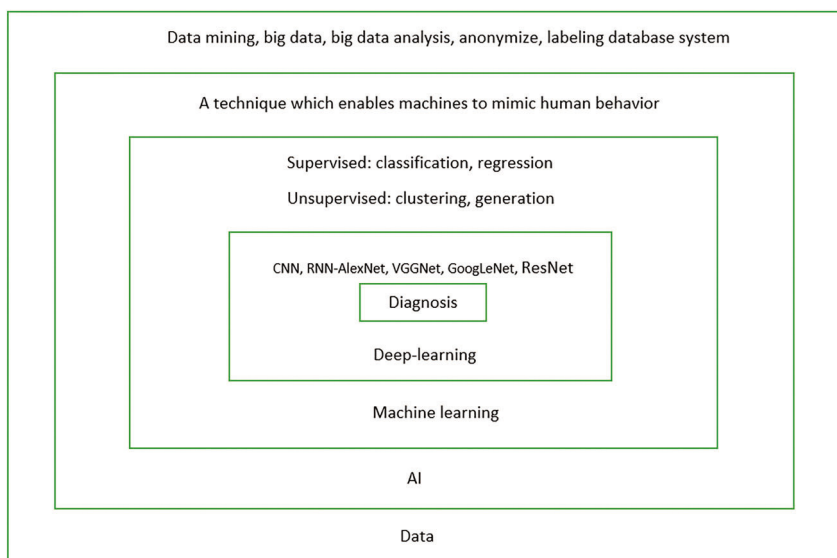 Data mining, big data, big data analysis, anonymize, labeling database system
A technique which enables machines to mimic human behavior
Supervised: classification, regression
Unsupervised: clustering, generation
CNN, RNN-AlexNet, VGGNet, GoogLeNet, ResNet
Diagnosis
Deep-learning
Machine learning
AI
Data